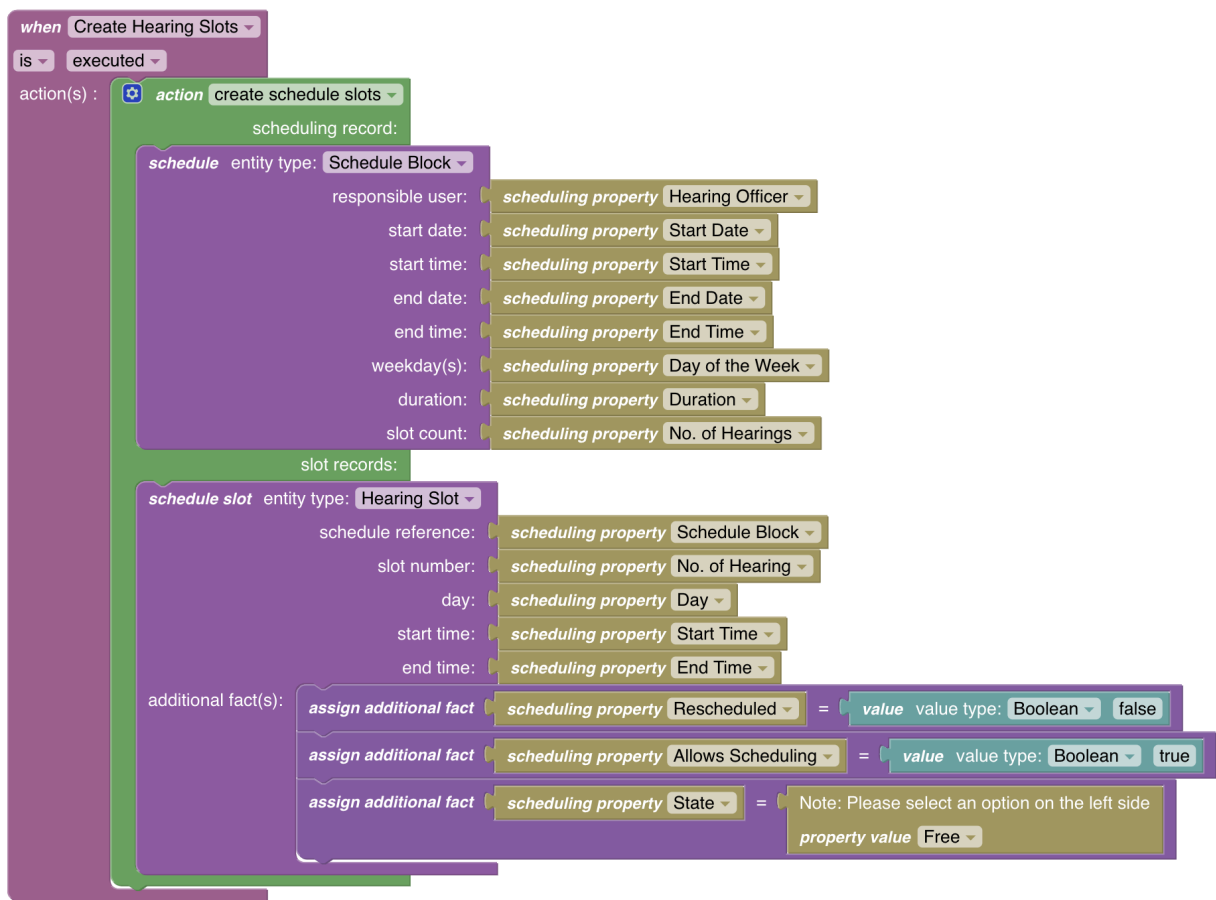 when Create Hearing Slots
is executed
action(s) : action create schedule slots
scheduling record:
schedule entity type: Schedule Block
responsible user: scheduling property Hearing Officer
start date: scheduling property Start Date
start time: scheduling property Start Time
end date: scheduling property End Date
end time: scheduling property End Time
weekday(s): scheduling property Day of the Week
duration: scheduling property Duration
slot count: scheduling property No. of Hearings
slot records:
schedule slot entity type: Hearing Slot
schedule reference: scheduling property Schedule Block
slot number: scheduling property No. of Hearing
day: scheduling property Day
start time: scheduling property Start Time
end time: scheduling property End Time
additional fact(s): assign additional fact scheduling property Rescheduled = value value type: Boolean false
assign additional fact scheduling property Allows Scheduling = value value type: Boolean true
assign additional fact scheduling property State = Note: Please select an option on the left side
property value Free